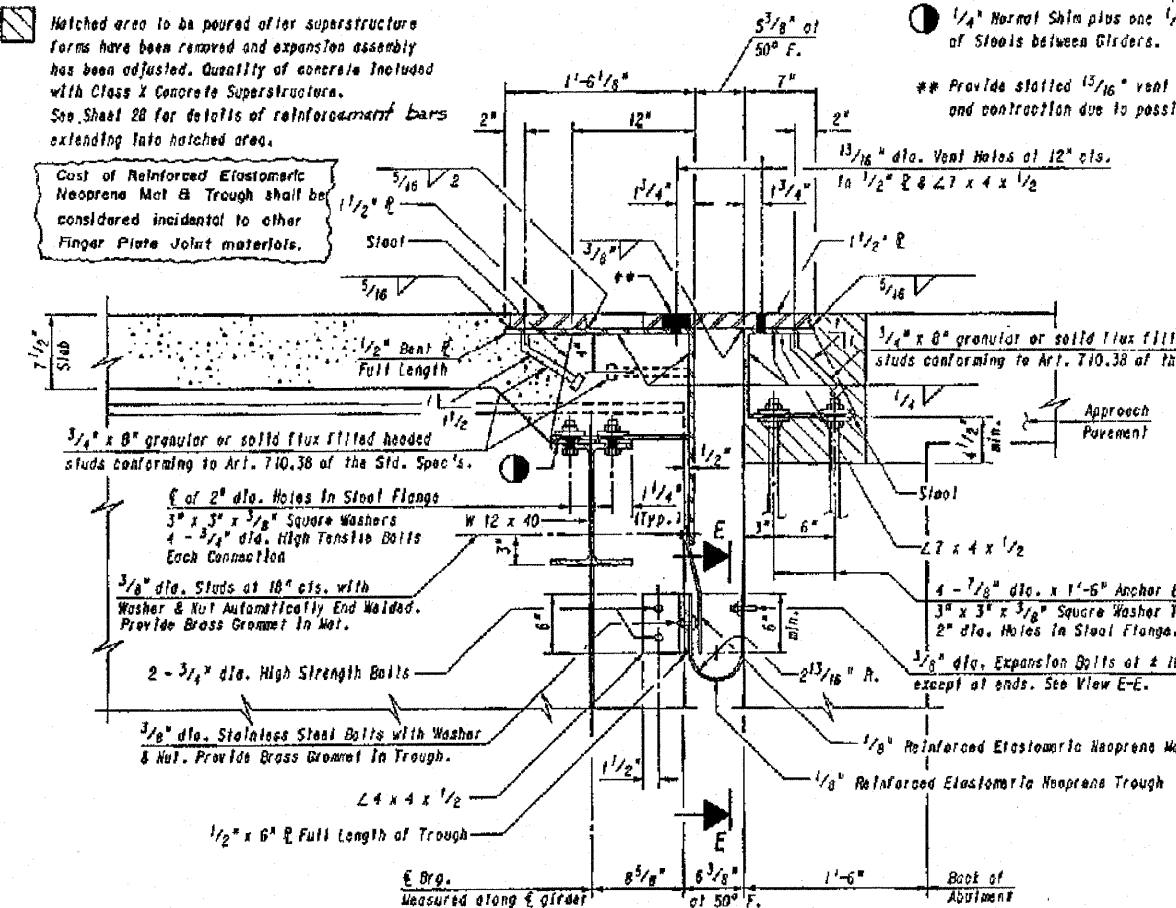 Hatched area to be poured after superstructure
forms have been removed and expansion assembly
has been adjusted. Quantity of concrete included
with Class X Concrete Superstructure.
See Sheet 28 for details of reinforcement bars
extending into hatched area.
Cost of Reinforced Elastomeric
Neoprene Mat & Trough shall be
considered incidental to other
Finger Plate Joint materials.
5 3/8" at
50° F.
1/4" Normal Shim plus one
of Stools between Girders.
** Provide slotted 13/16" vent
and contraction due to
1'-6 1/8"
7"
2"
12"
2"
13/16" dia. Vent Holes at 12" cts.
in 1/2" ℄ & ∠7 x 4 x 1/2
5/16
2
1 3/4"
1 3/4"
1 1/2" ℄
Stool
3/8"
**
1 1/2" ℄
5/16
5/16
7 1/2"
Slab
1/2" Bent ℄
Full Length
4"
3/4" x 8" granular or solid flux
studs conforming to Art. 710.38 of
1/4
1 1/2
Approach
Pavement
4 1/2"
min.
3/4" x 8" granular or solid flux filled headed
studs conforming to Art. 710.38 of the Std. Spec's.
1/2"
℄ of 2" dia. Holes in Stool Flange
3" x 3" x 3/8" Square Washers
4 - 3/4" dia. High Tensile Bolts
Each Connection
1 1/4"
(Typ.)
W 12 x 40
3"
E
3"
6"
Stool
∠7 x 4 x 1/2
3/8" dia. Studs at 18" cts. with
Washer & Nut Automatically End Welded.
Provide Brass Grommet in Mat.
4 - 7/8" dia. x 1'-6" Anchor
3" x 3" x 3/8" Square Washer
2" dia. Holes in Stool Flange.
6"
6"
min.
2 - 3/4" dia. High Strength Bolts
2 13/16" R.
3/8" dia. Expansion Bolts at ±
except at ends. See View E-E.
3/8" dia. Stainless Steel Bolts with Washer
& Nut. Provide Brass Grommet in Trough.
1/8" Reinforced Elastomeric Neoprene
1 1/2"
1/8" Reinforced Elastomeric Neoprene Trough
∠4 x 4 x 1/2
1/2" x 6" ℄ Full Length of Trough
E
℄ Brg.
Measured along ℄ girder
8 5/8"
6 3/8"
at 50° F.
1'-6"
Back of
Abutment